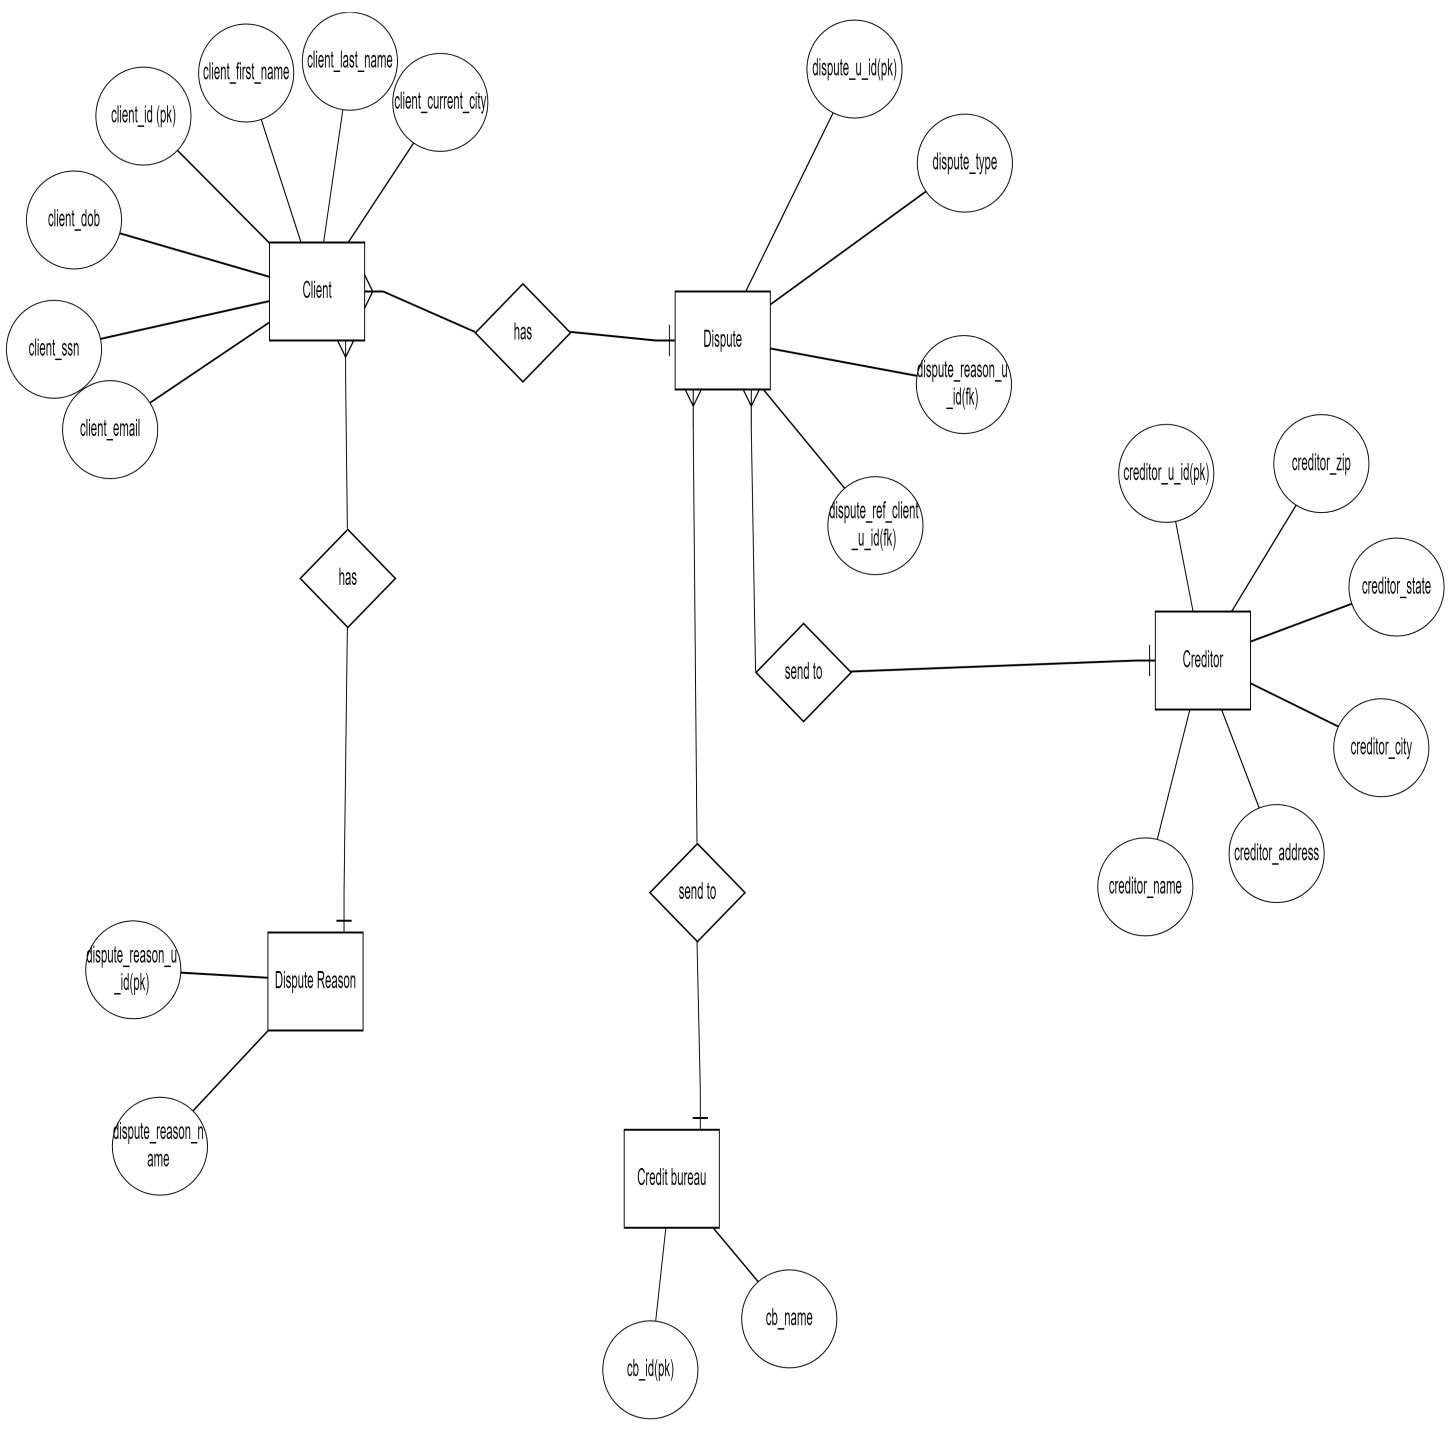 client_last_name
client_first_name
client_current_city
client_id (pk)
client_dob
client_ssn
client_email
Client
has
dispute_u_id(pk)
dispute_type
Dispute
dispute_reason_u
_id(fk)
dispute_ref_client
_u_id(fk)
creditor_u_id(pk)
creditor_zip
creditor_state
Creditor
creditor_city
creditor_address
creditor_name
send to
has
send to
dispute_reason_u
_id(pk)
Dispute Reason
dispute_reason_n
ame
Credit bureau
cb_name
cb_id(pk)